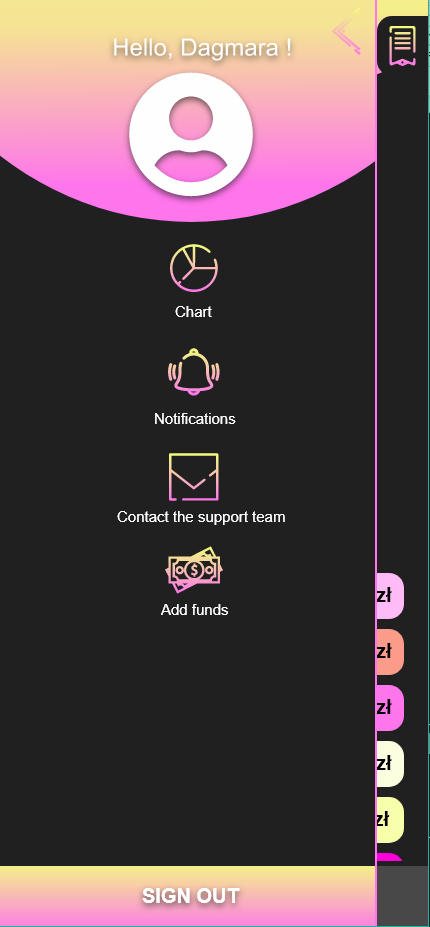 Hello, Dagmara !
Chart
Notifications
Contact the support team
$
Add funds
zł
zł
zł
zł
zł
SIGN OUT